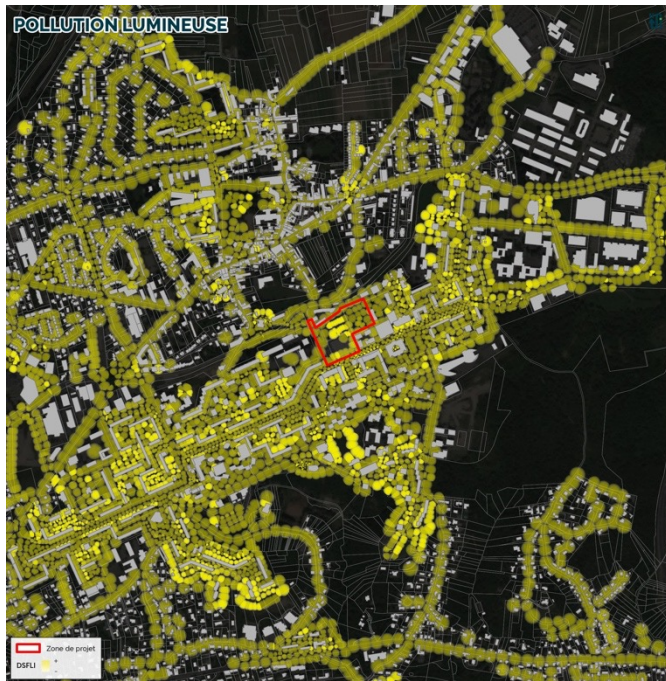 POLLUTION LUMINEUSE
Zone de projet
DSFLI
+
-